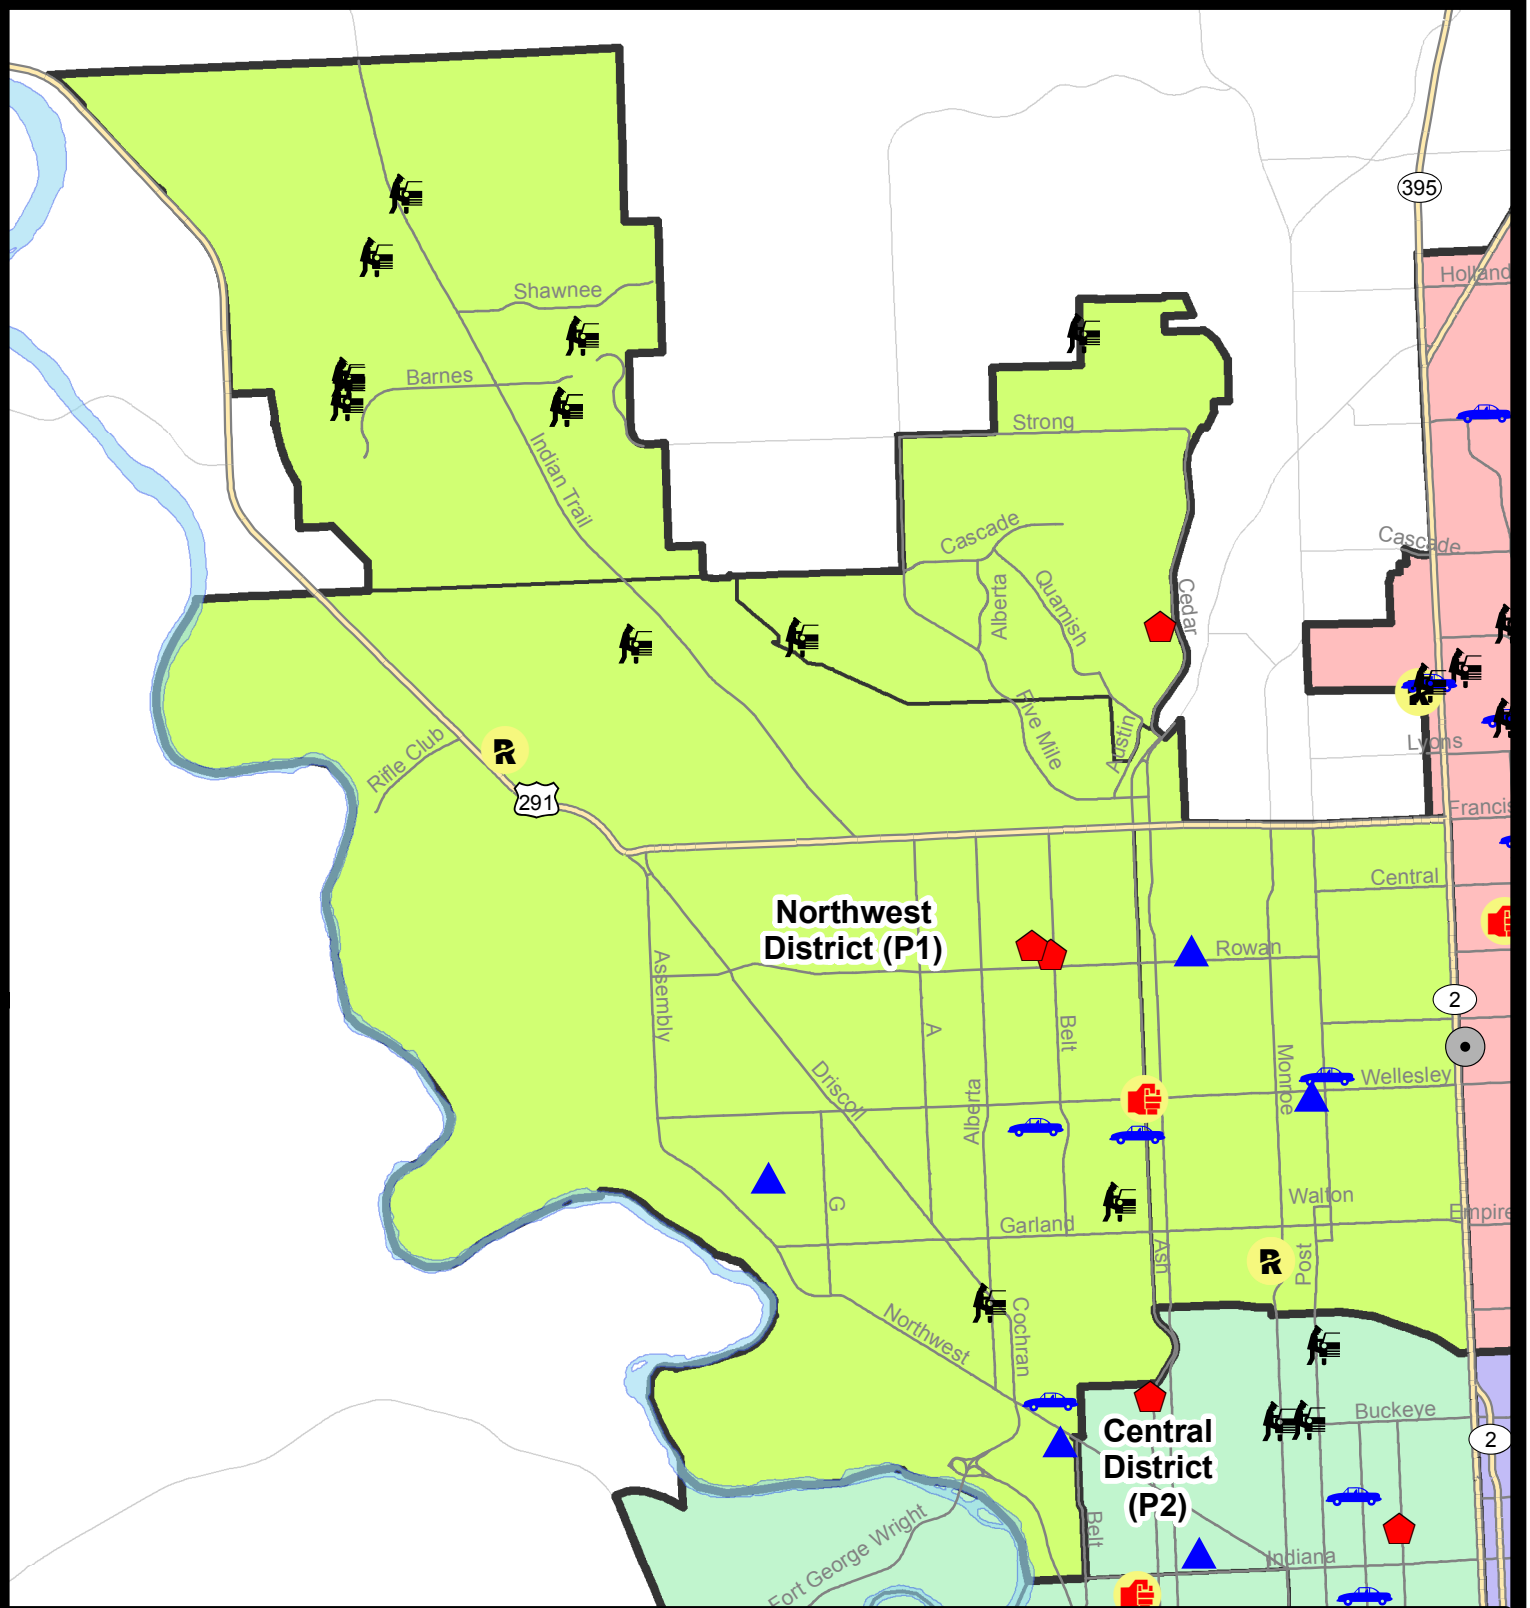 395
Holland
Shawnee
Barnes
Strong
Indian Trail
Cascade
Cascade
Alberta
Quamish
Cedar
Five Mile
Austin
Lyons
Rifle Club
R
291
Francis
Central
Northwest
District (P1)
Rowan
Assembly
2
A
Belt
Monroe
Wellesley
Driscoll
Alberta
Walton
G
Garland
Empire
Ash
R
Post
Northwest
Cochran
Buckeye
Central
District
(P2)
2
Belt
Fort George Wright
Indiana